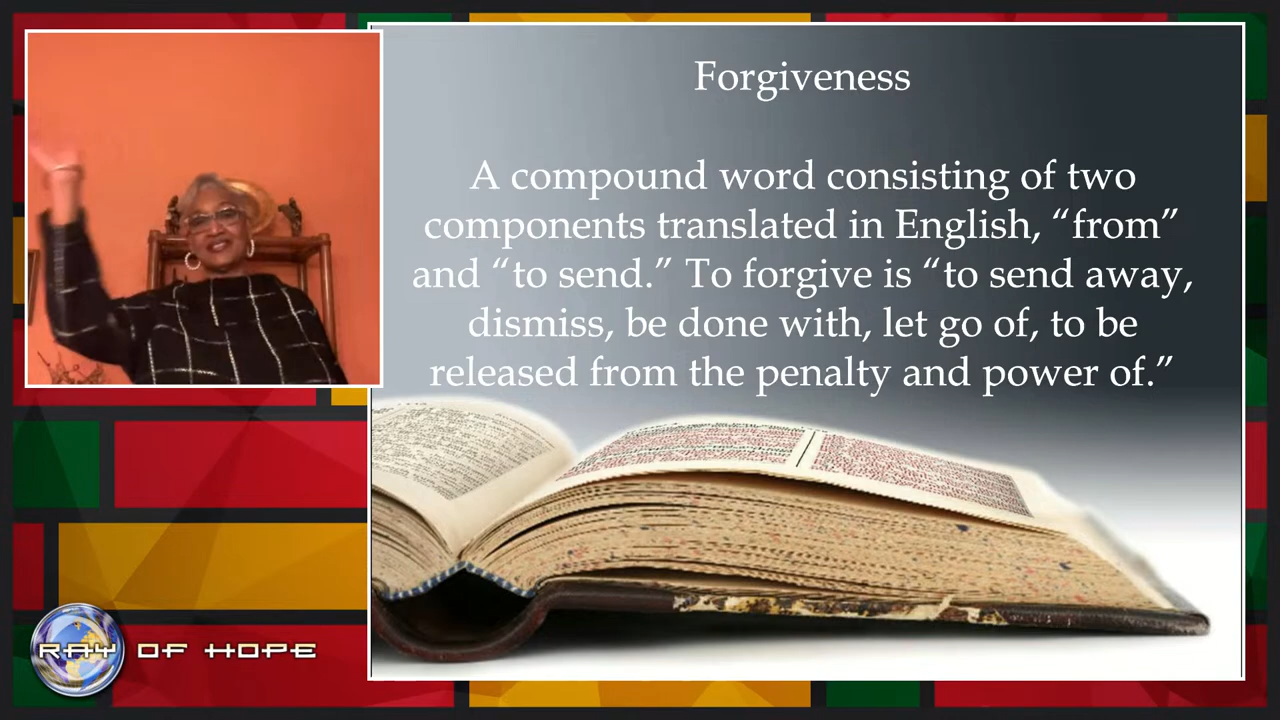 Forgiveness
A compound word consisting of two
components translated in English, “from”
and “to send.” To forgive is “to send away,
dismiss, be done with, let go of, to be
released from the penalty and power of.”
RAY OF HOPE